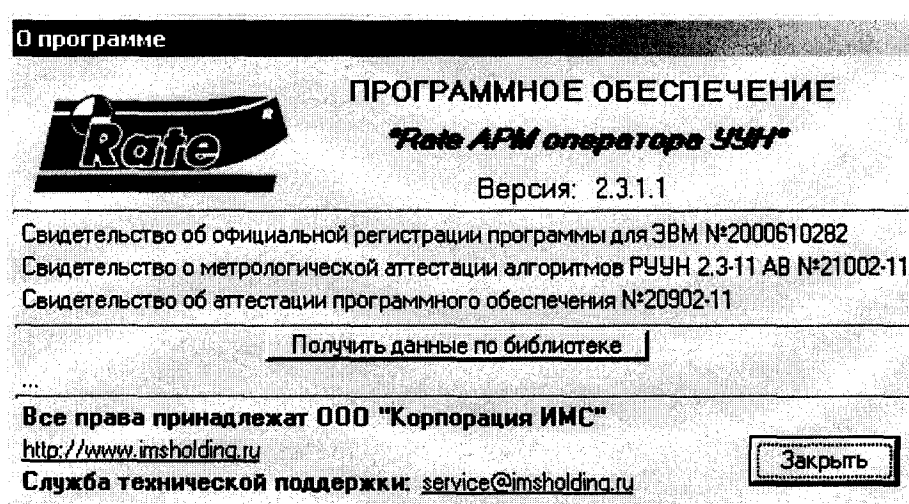 О программе
Rate
®
ПРОГРАММНОЕ ОБЕСПЕЧЕНИЕ
"Rate АРМ оператора УУН"
Версия: 2.3.1.1
Свидетельство об официальной регистрации программы для ЭВМ №2000610282
Свидетельство о метрологической аттестации алгоритмов РУУН 2.3-11 АВ №21002-11
Свидетельство об аттестации программного обеспечения №20902-11
Получить данные по библиотеке
...
Все права принадлежат ООО "Корпорация ИМС"
http://www.imsholding.ru
Служба технической поддержки: service@imsholding.ru
Закрыть